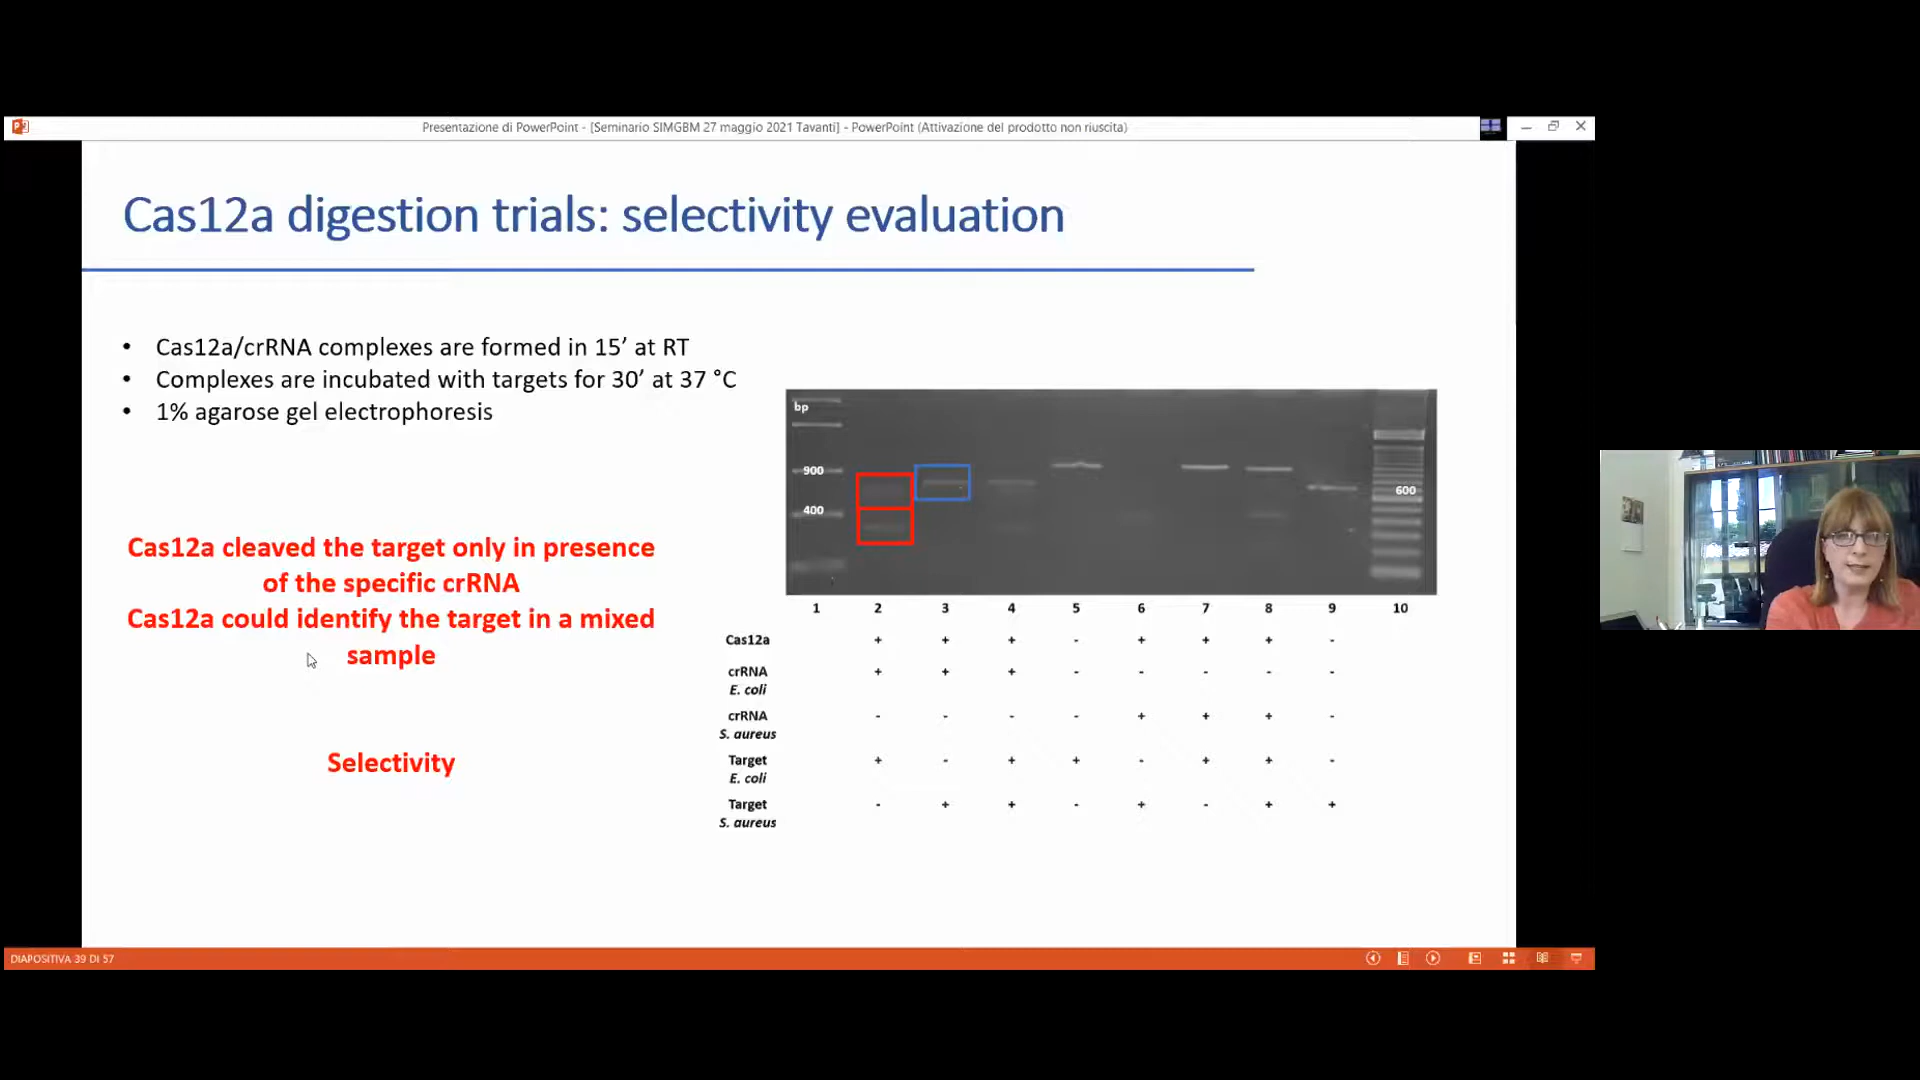 Presentazione di PowerPoint - [Seminario SIMGBM 27 maggio 2021 Tavanti] - PowerPoint (Attivazione del prodotto non riuscita)
Cas12a digestion trials: selectivity evaluation
• Cas12a/crRNA complexes are formed in 15’ at RT
• Complexes are incubated with targets for 30’ at 37 °C
• 1% agarose gel electrophoresis
Cas12a cleaved the target only in presence
of the specific crRNA
Cas12a could identify the target in a mixed
sample
Selectivity
bp
900
400
600
1 2 3 4 5 6 7 8 9 10
Cas12a + + + - + + + -
crRNA + + + - - - - -
E. coli
crRNA - - - - + + + -
S. aureus
Target + - + + - + + -
E. coli
Target - + + - + - + +
S. aureus
DIAPOSITIVA 39 DI 57